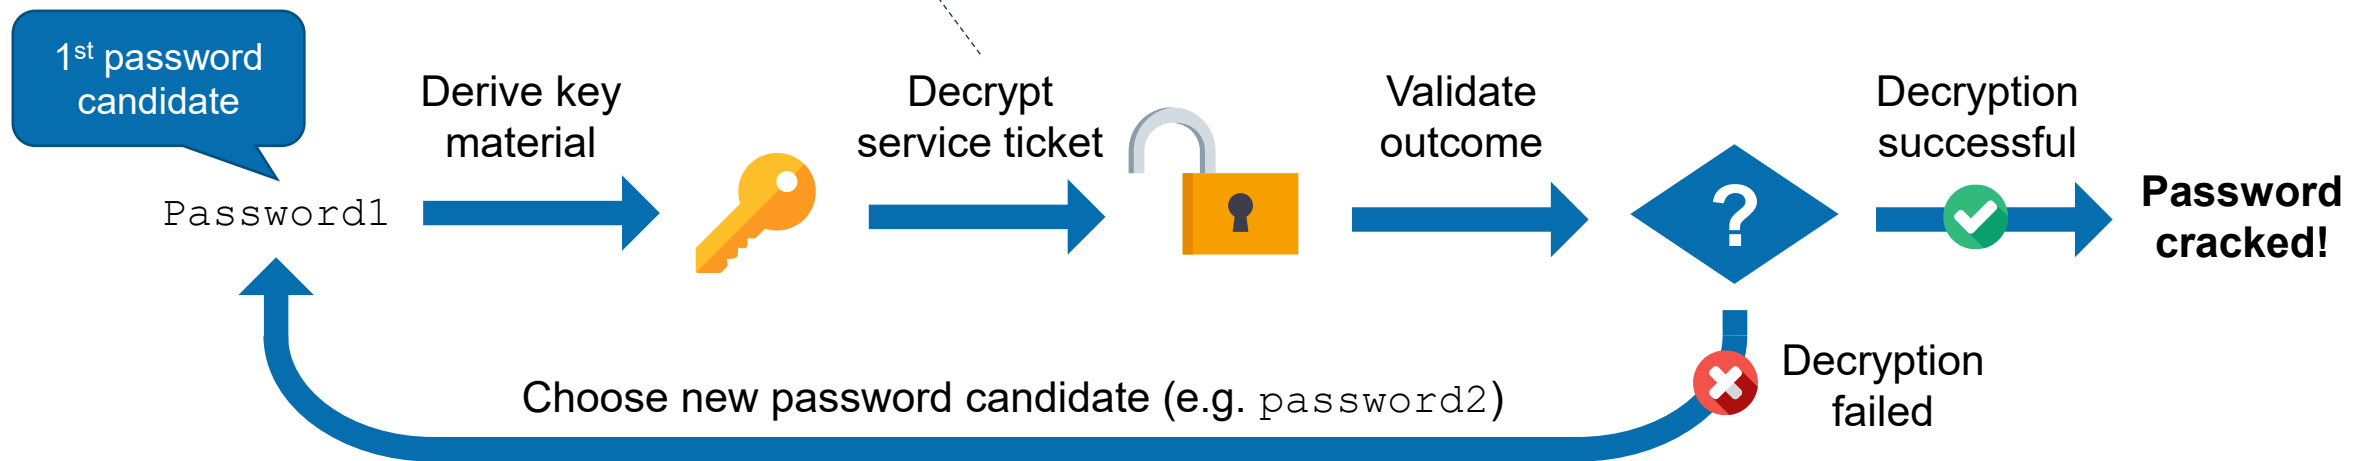 1st password
candidate
Derive key
material
Decrypt
service ticket
Validate
outcome
Decryption
successful
Password1
?
Password
cracked!
Choose new password candidate (e.g. password2)
Decryption
failed